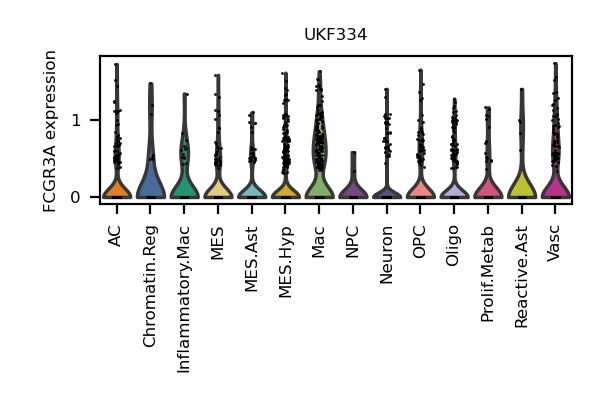 UKF334
FCGR3A expression
1
0
AC
Chromatin.Reg
Inflammatory.Mac
MES
MES.Ast
MES.Hyp
Mac
NPC
Neuron
OPC
Oligo
Prolif.Metab
Reactive.Ast
Vasc